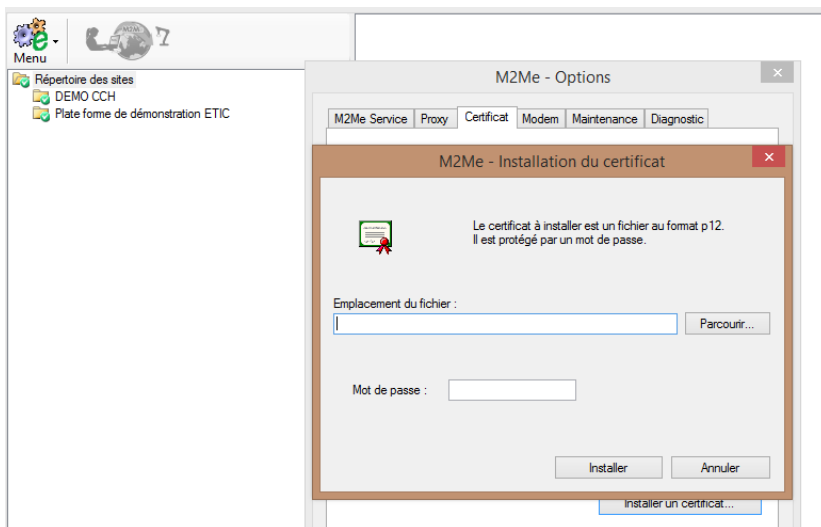 Menu
M2M
Répertoire des sites
DEMO CCH
Plate forme de démonstration ETIC
M2Me - Options
M2Me Service
Proxy
Certificat
Modem
Maintenance
Diagnostic
M2Me - Installation du certificat
Le certificat à installer est un fichier au format p12.
Il est protégé par un mot de passe.
Emplacement du fichier :
Parcourir...
Mot de passe :
Installer
Annuler
Installer un certificat...